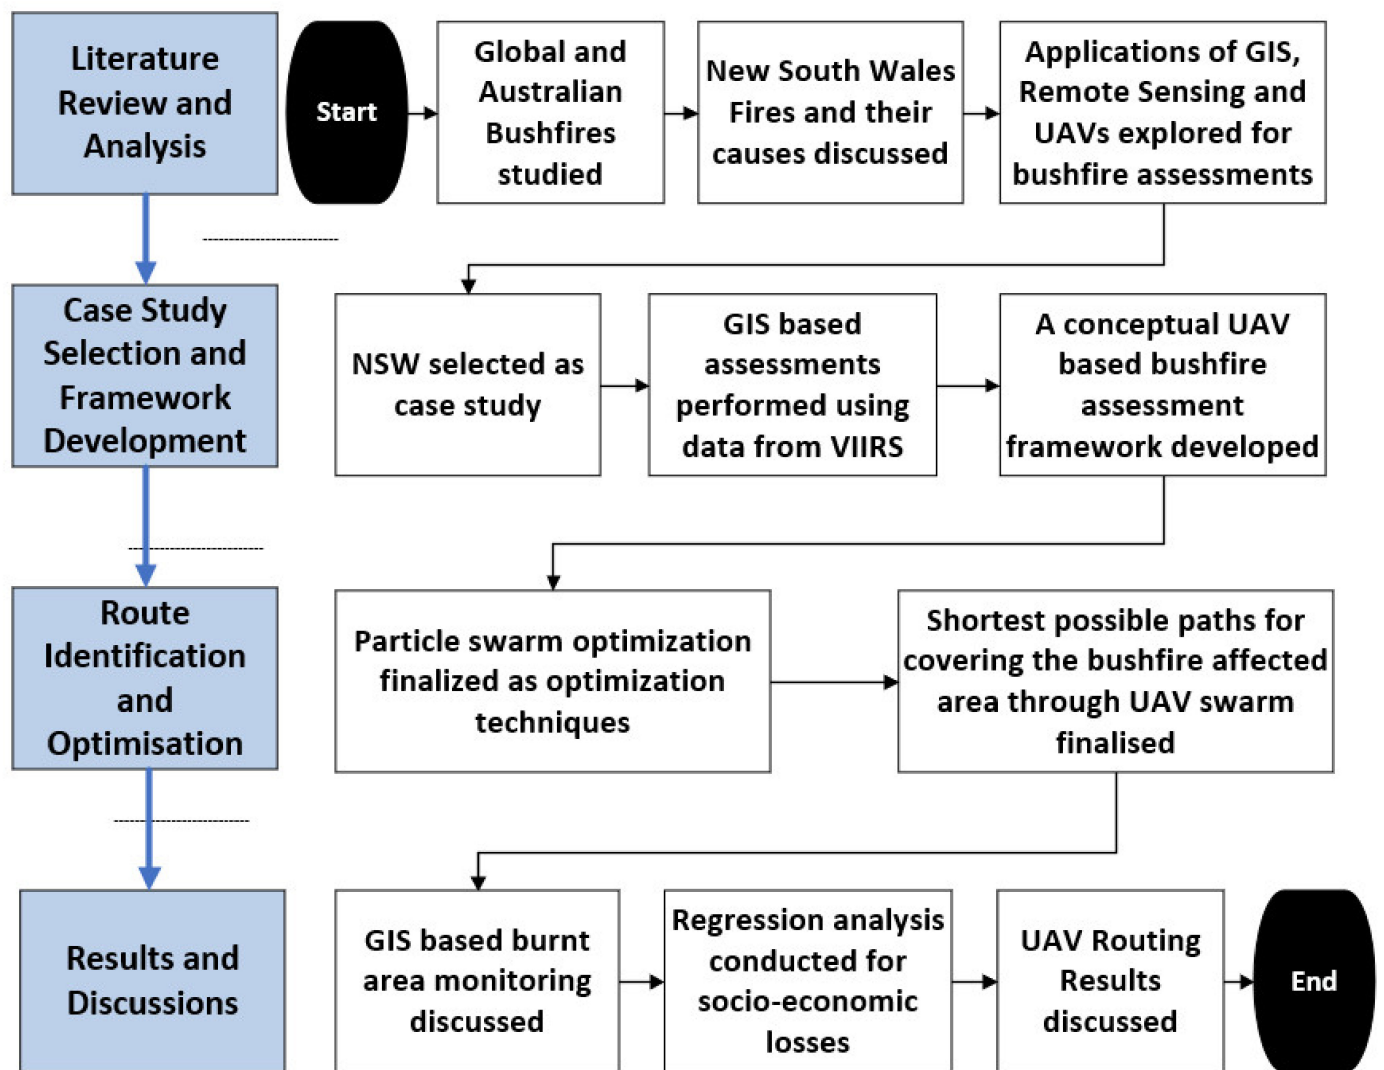 Literature
Review and
Analysis
Start
Global and
Australian
Bushfires
studied
New South Wales
Fires and their
causes discussed
Applications of GIS,
Remote Sensing and
UAVs explored for
bushfire assessments
Case Study
Selection and
Framework
Development
NSW selected as
case study
GIS based
assessments
performed using
data from VIIRS
A conceptual UAV
based bushfire
assessment
framework developed
Route
Identification
and
Optimisation
Particle swarm optimization
finalized as optimization
techniques
Shortest possible paths for
covering the bushfire affected
area through UAV swarm
finalised
Results and
Discussions
GIS based burnt
area monitoring
discussed
Regression analysis
conducted for
socio-economic
losses
UAV Routing
Results
discussed
End